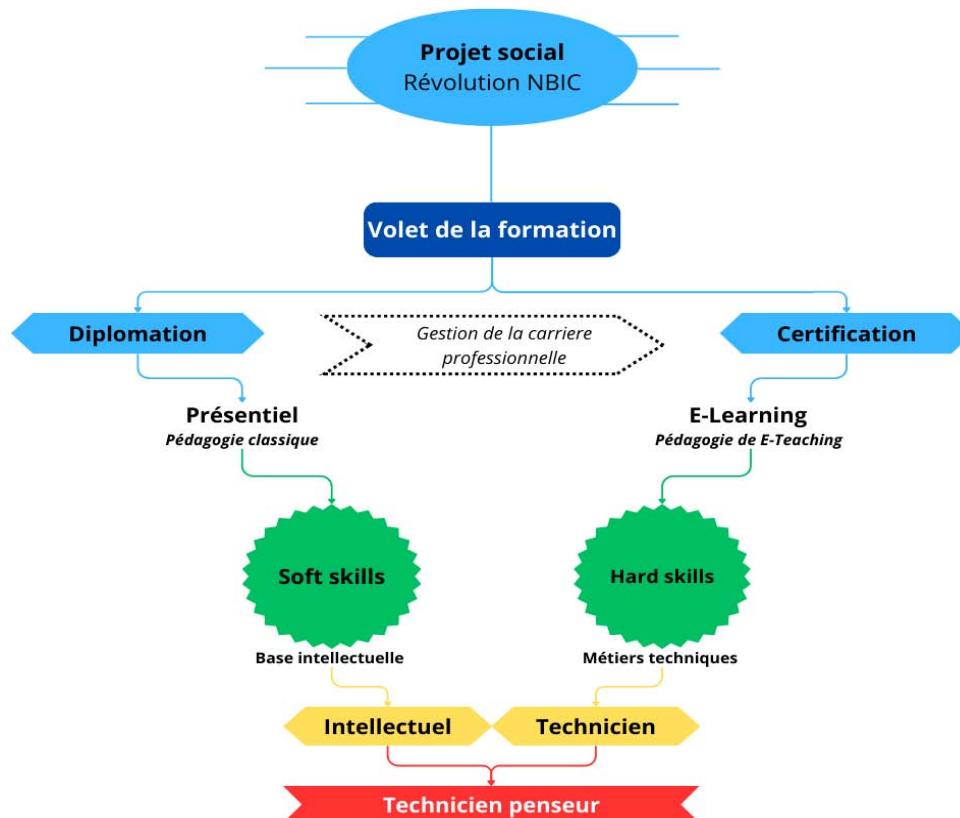 Projet social
Révolution NBIC
Volet de la formation
Diplomation
Gestion de la carriere
professionnelle
Certification
Présentiel
Pédagogie classique
E-Learning
Pédagogie de E-Teaching
Soft skills
Hard skills
Base intellectuelle
Métiers techniques
Intellectuel
Technicien
Technicien penseur